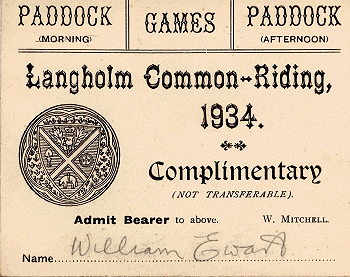 PADDOCK GAMES PADDOCK
(MORNING) (AFTERNOON)
Langholm Common-Riding,
1934.
Complimentary
(NOT TRANSFERABLE).
Admit Bearer to above. W. MITCHELL.
Name William Ewart